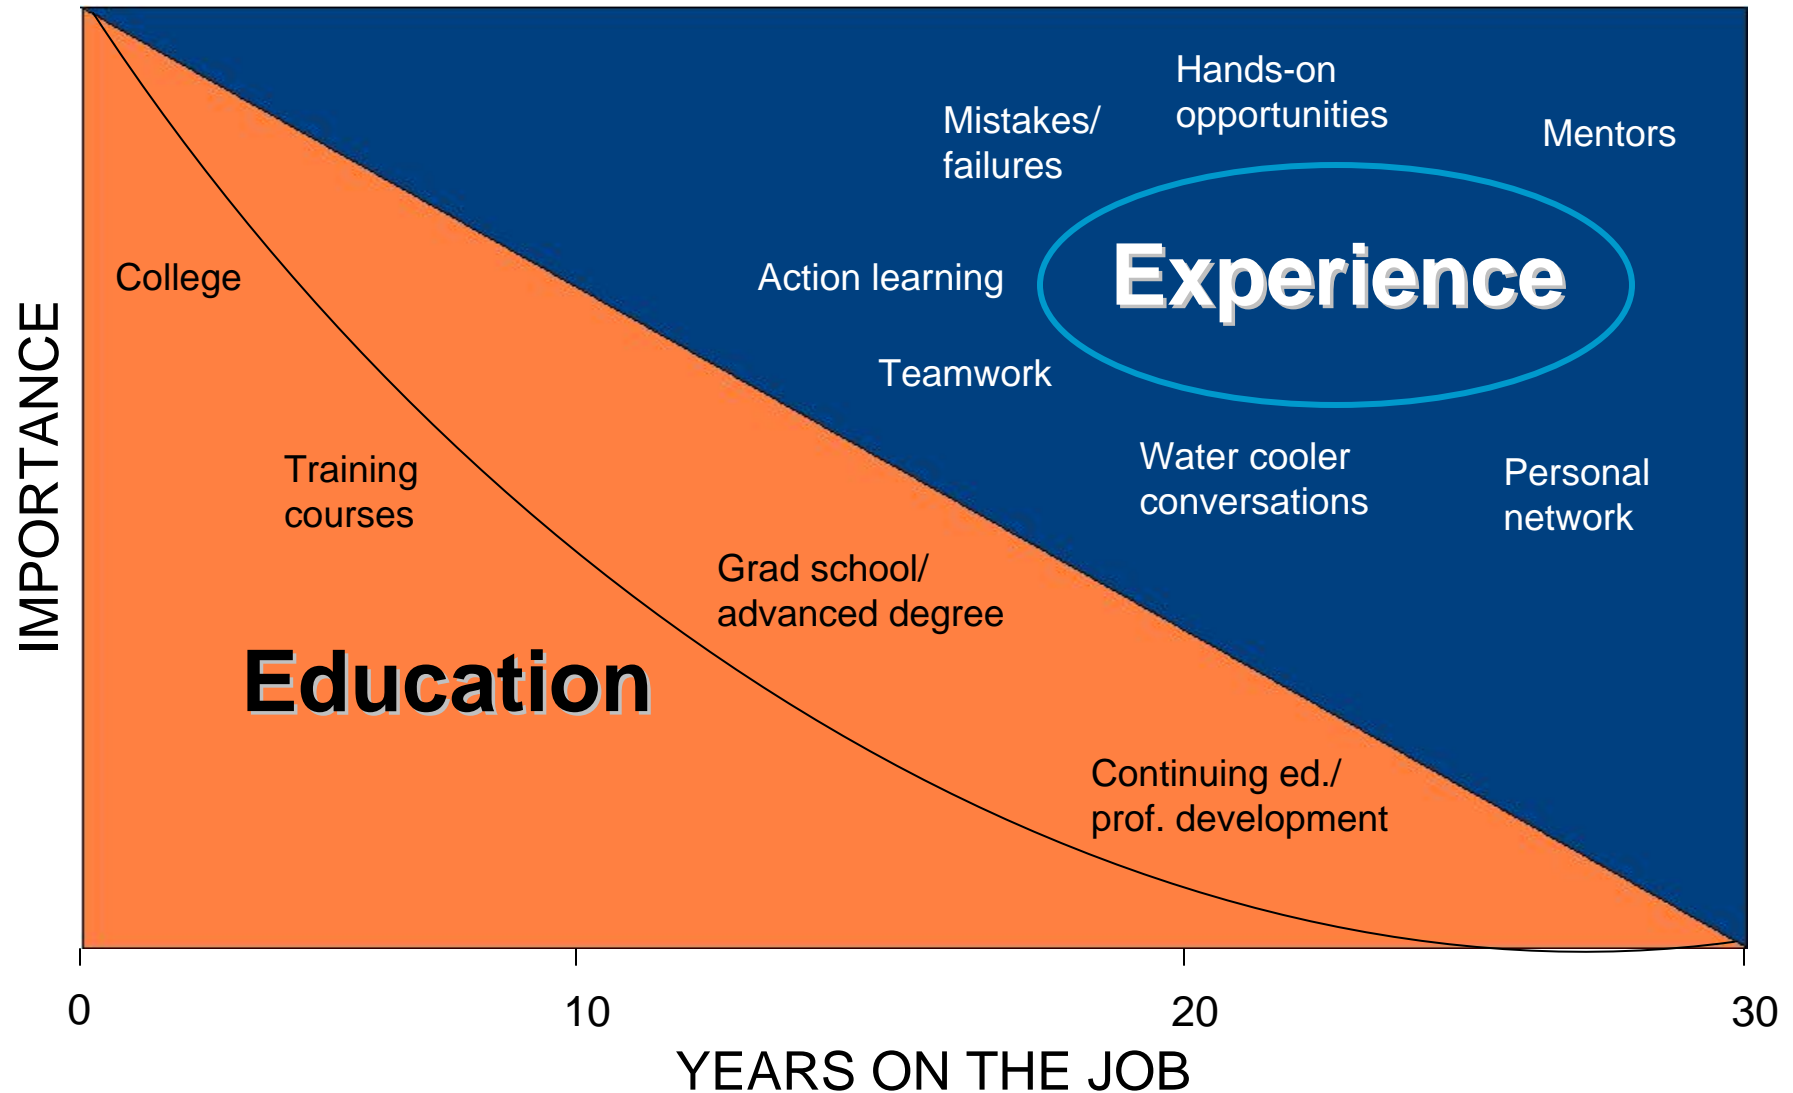 Hands-on
opportunities
Mistakes/
failures
Mentors
Experience
College
Action learning
Teamwork
Water cooler
conversations
Personal
network
Training
courses
Grad school/
advanced degree
Education
Continuing ed./
prof. development
IMPORTANCE
0
10
20
30
YEARS ON THE JOB